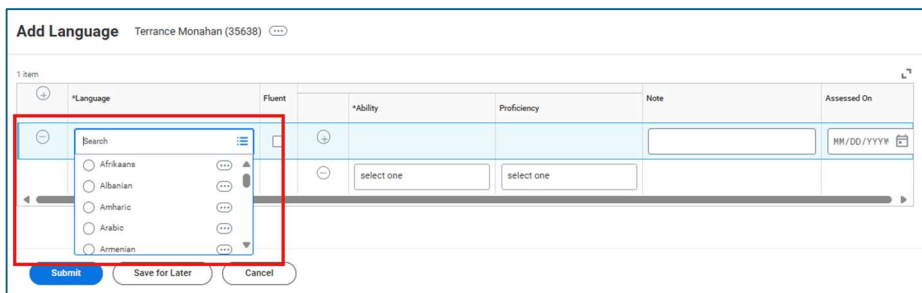 Add Language Terrance Monahan (35638)
1 item
*Language Fluent *Ability Proficiency Note Assessed On
Search MM/DD/YYYY
Afrikaans
Albanian
select one select one
Amharic
Arabic
Armenian
Submit Save for Later Cancel